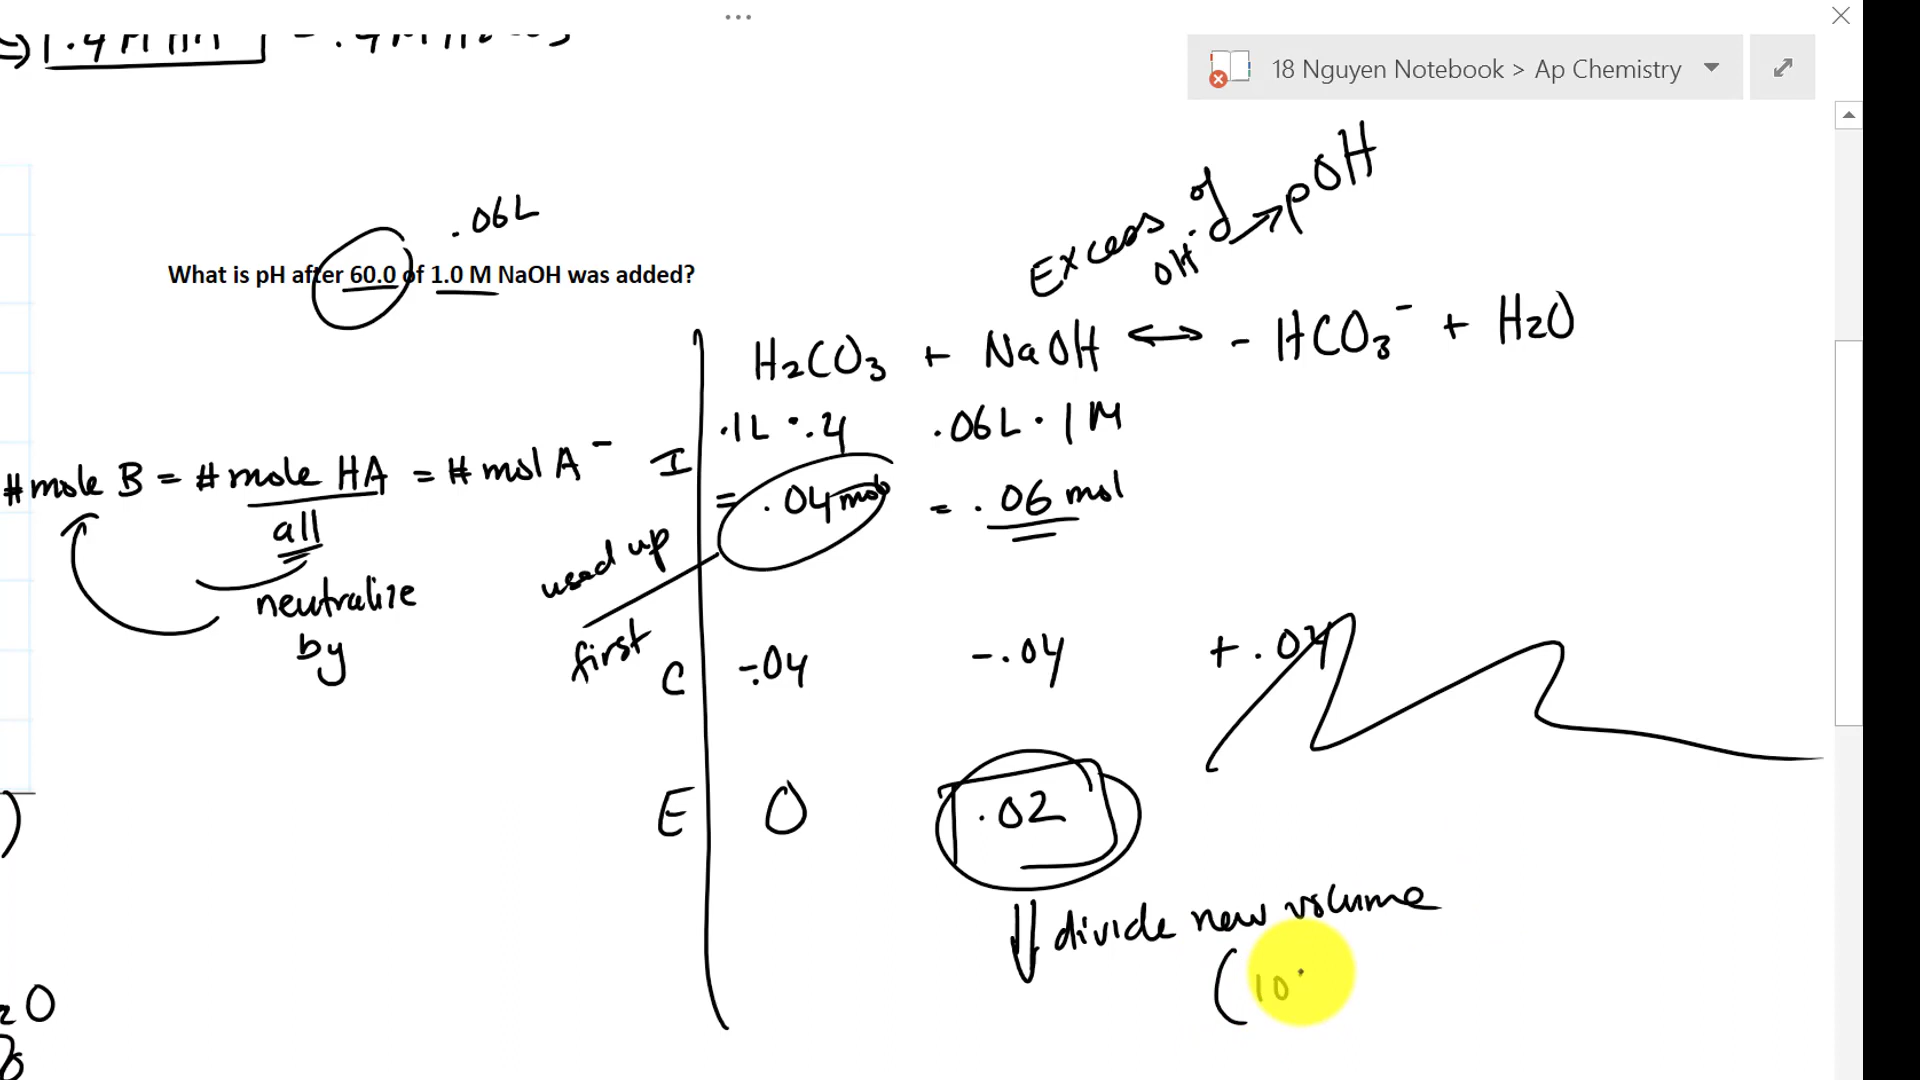 18 Nguyen Notebook > Ap Chemistry
.06L
What is pH after 60.0 of 1.0 M NaOH was added?
Excess of
OH- → pOH
H2CO3 + NaOH ↔ - HCO3⁻ + H2O
I .1L · .4 .06L · 1M
= .04 mol = .06 mol
#mole B = #mole HA = #mol A⁻
all
neutralize
by
used up
first
C -.04 -.04 +.04
E 0 .02
divide new volume
(10